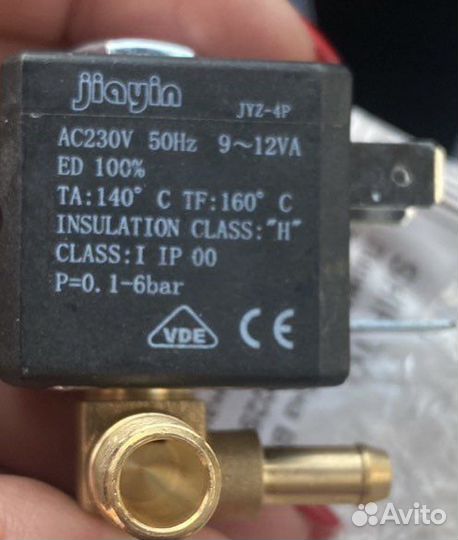 jiayin
JYZ-4P
AC230V 50Hz 9~12VA
ED 100%
TA:140° C TF:160° C
INSULATION CLASS:"H"
CLASS:I IP 00
P=0.1-6bar
VDE CE
Avito